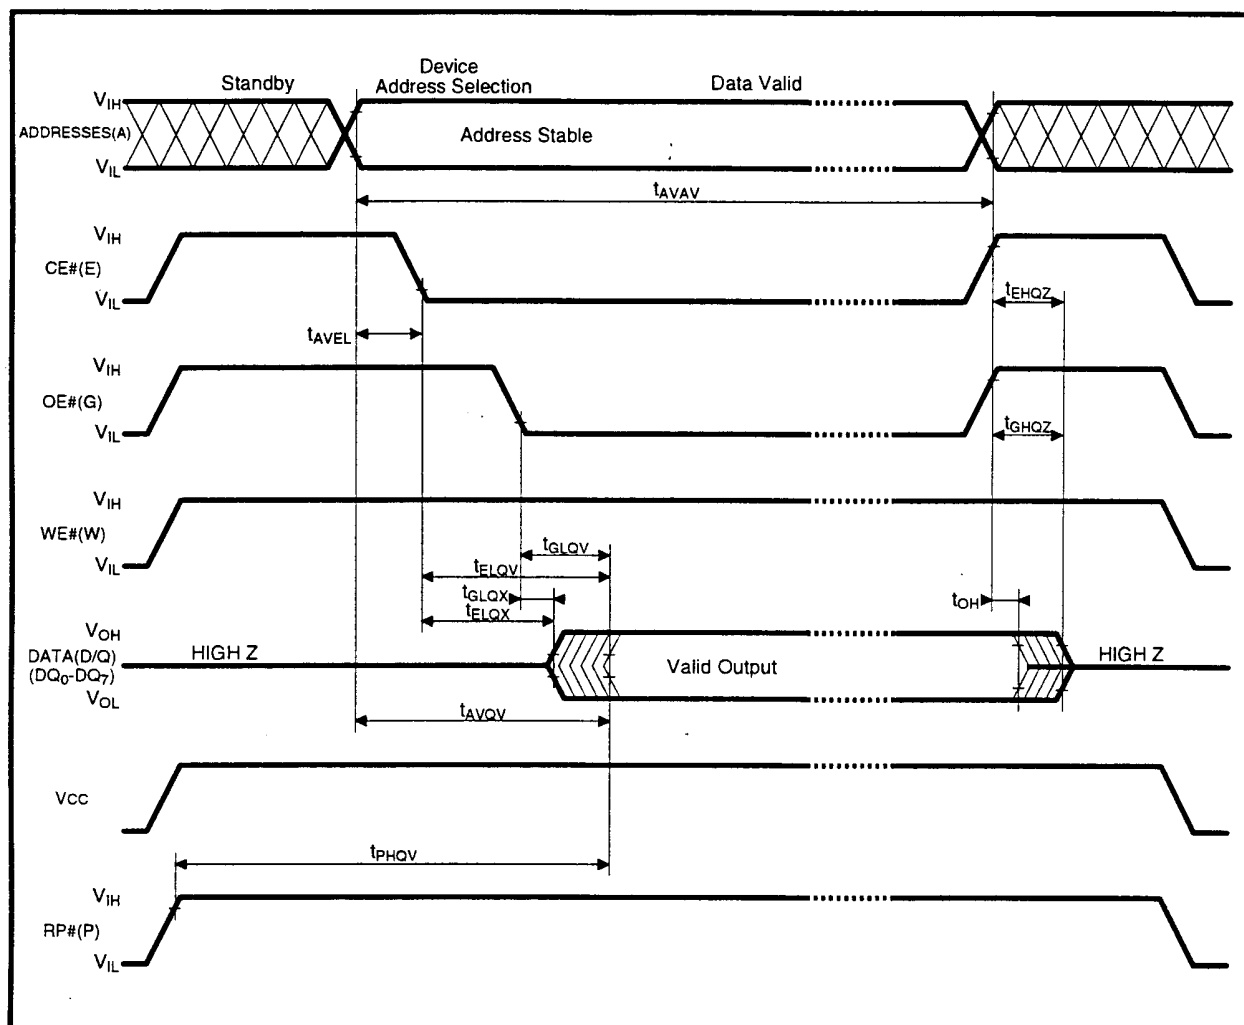 Standby
Device
Address Selection
Data Valid
VIH
ADDRESSES(A)
Address Stable
VIL
tAVAV
VIH
CE#(E)
VIL
tEHQZ
tAVEL
VIH
OE#(G)
VIL
tGHQZ
VIH
WE#(W)
VIL
tGLQV
tELQV
tGLQX
tELQX
tOH
VOH
DATA(D/Q)
(DQ0-DQ7)
VOL
HIGH Z
Valid Output
HIGH Z
tAVQV
VCC
tPHQV
VIH
RP#(P)
VIL